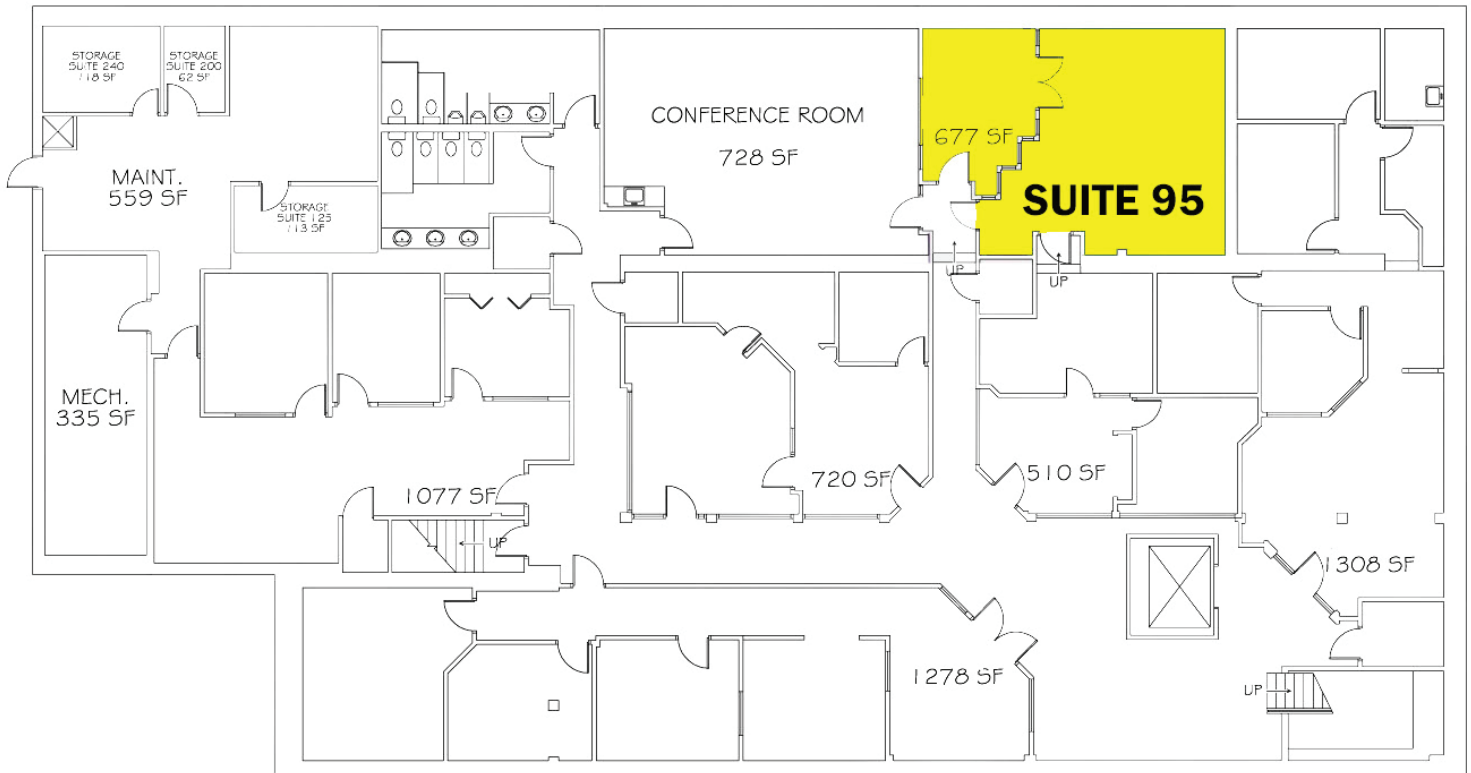 STORAGE
SUITE 240
118 SF
STORAGE
SUITE 200
62 SF
CONFERENCE ROOM
728 SF
677 SF
SUITE 95
MAINT.
559 SF
STORAGE
SUITE 125
113 SF
UP
UP
MECH.
335 SF
1077 SF
720 SF
510 SF
UP
1308 SF
1278 SF
UP